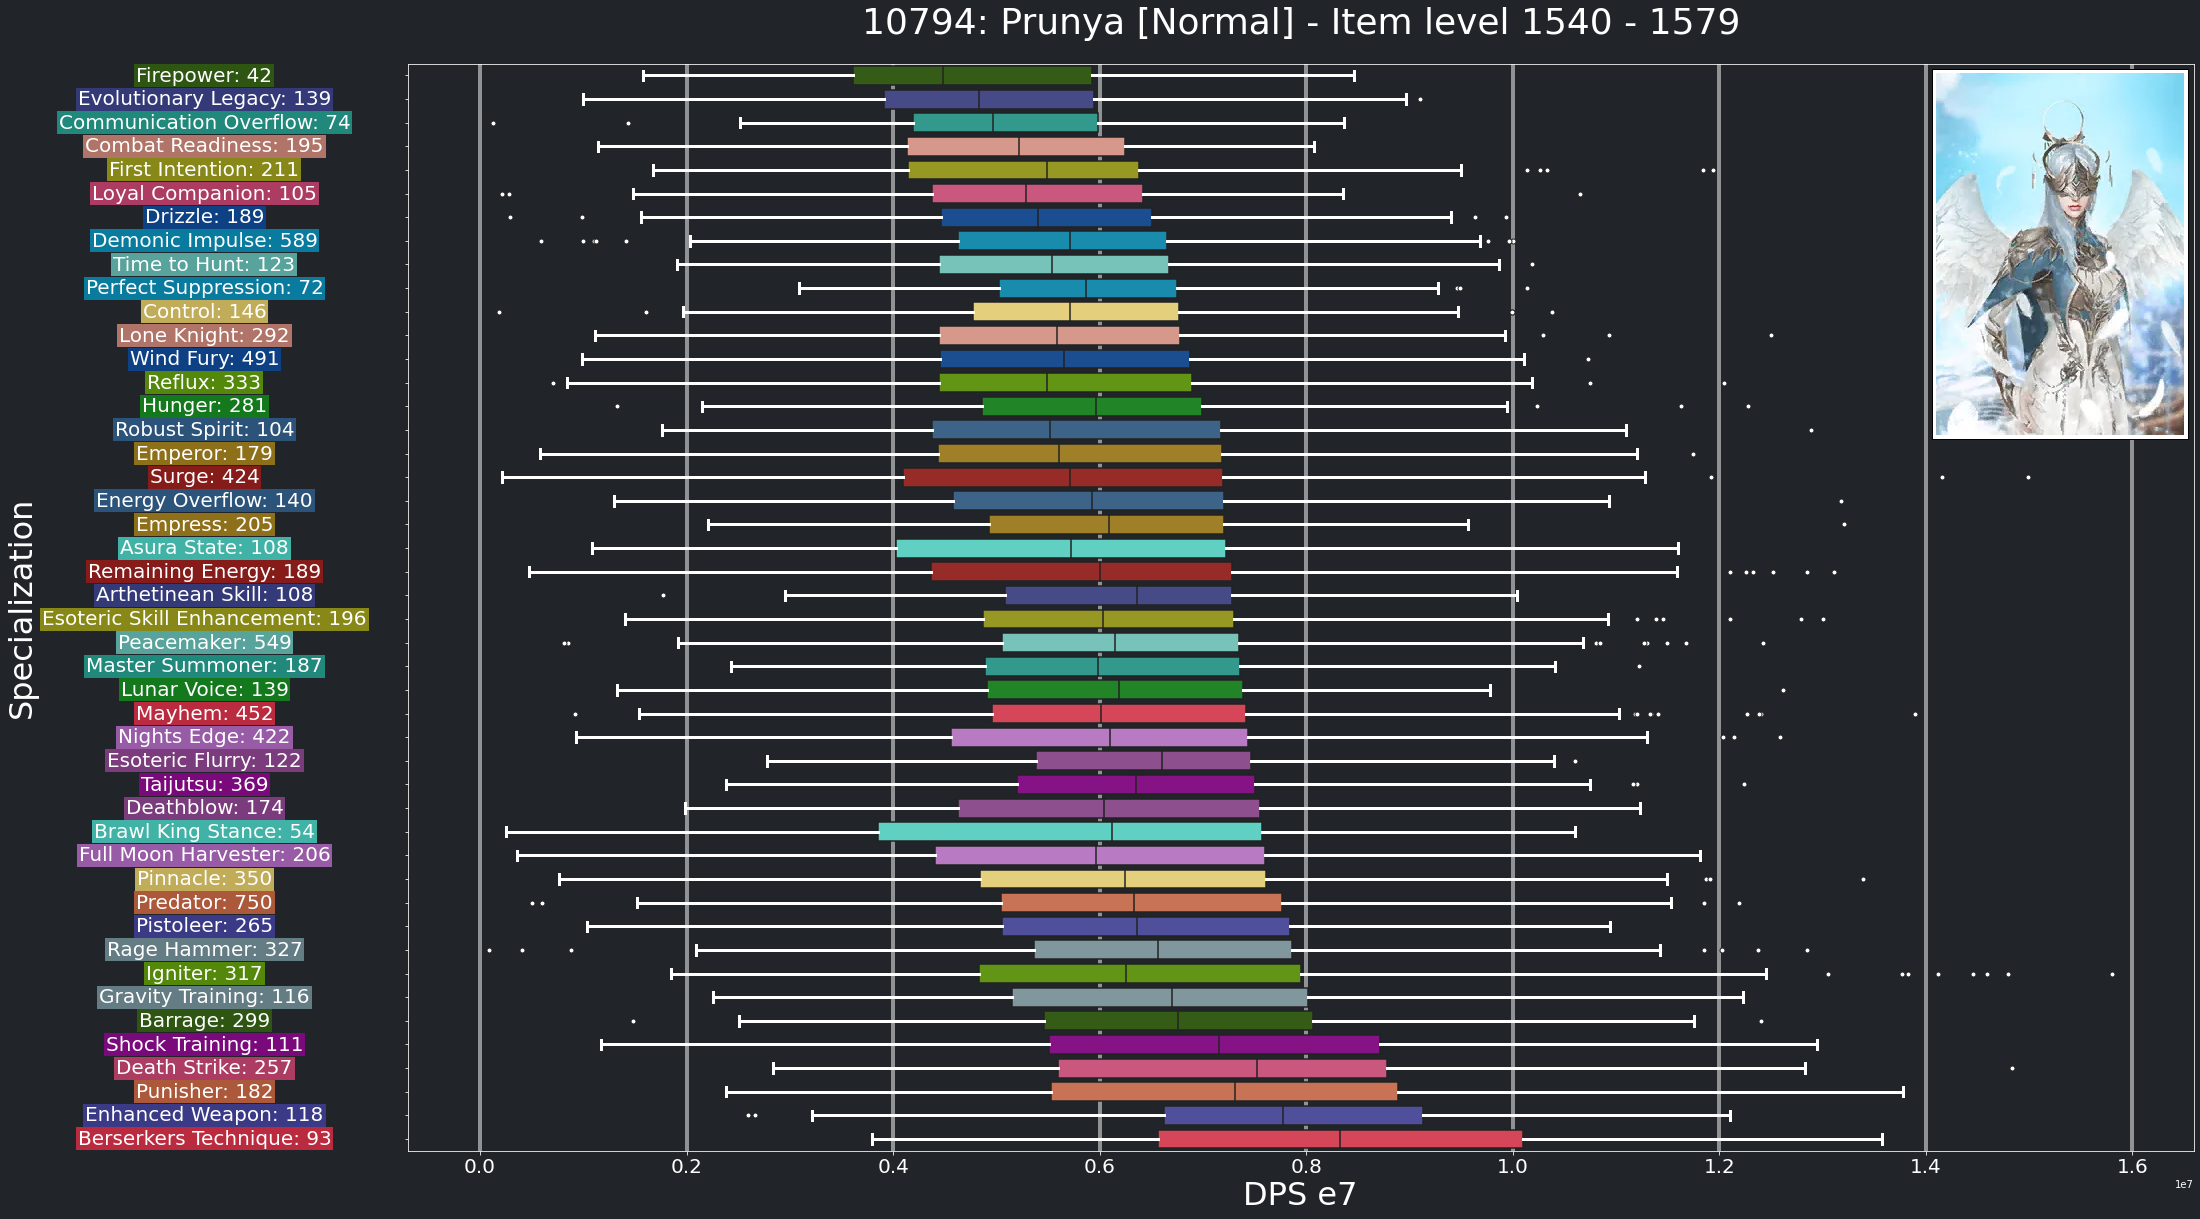 10794: Prunya [Normal] - Item level 1540 - 1579
Firepower: 42
Evolutionary Legacy: 139
Communication Overflow: 74
Combat Readiness: 195
First Intention: 211
Loyal Companion: 105
Drizzle: 189
Demonic Impulse: 589
Time to Hunt: 123
Perfect Suppression: 72
Control: 146
Lone Knight: 292
Wind Fury: 491
Reflux: 333
Hunger: 281
Robust Spirit: 104
Emperor: 179
Surge: 424
Energy Overflow: 140
Empress: 205
Asura State: 108
Remaining Energy: 189
Arthetinean Skill: 108
Esoteric Skill Enhancement: 196
Peacemaker: 549
Master Summoner: 187
Lunar Voice: 139
Mayhem: 452
Nights Edge: 422
Esoteric Flurry: 122
Taijutsu: 369
Deathblow: 174
Brawl King Stance: 54
Full Moon Harvester: 206
Pinnacle: 350
Predator: 750
Pistoleer: 265
Rage Hammer: 327
Igniter: 317
Gravity Training: 116
Barrage: 299
Shock Training: 111
Death Strike: 257
Punisher: 182
Enhanced Weapon: 118
Berserkers Technique: 93
Specialization
0.0 0.2 0.4 0.6 0.8 1.0 1.2 1.4 1.6
1e7
DPS e7